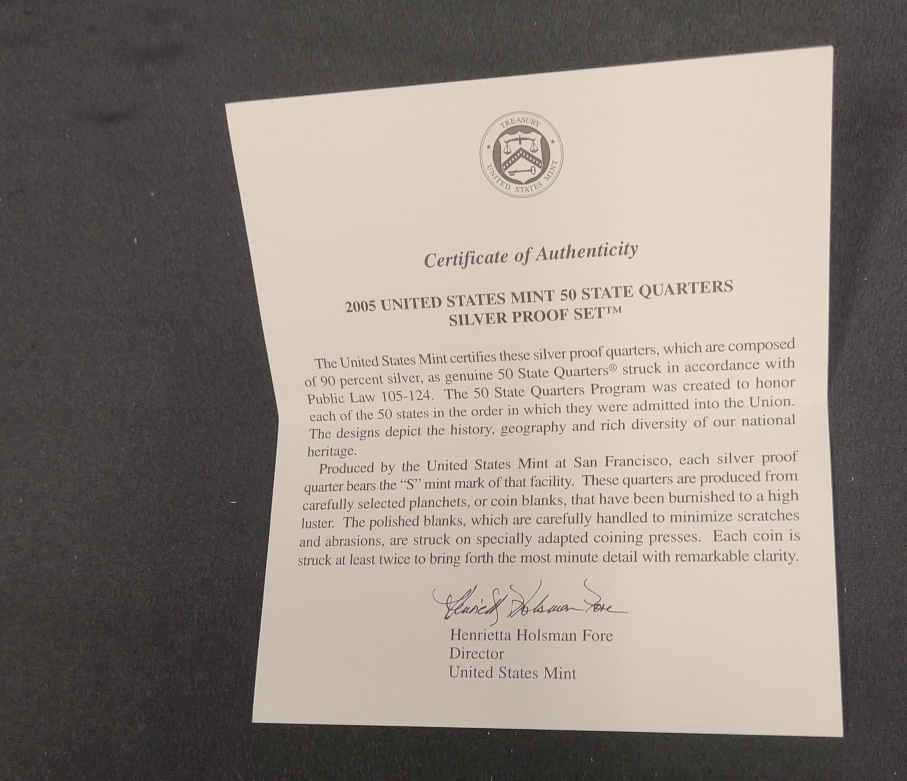 TREASURY
UNITED STATES MINT
Certificate of Authenticity
2005 UNITED STATES MINT 50 STATE QUARTERS
SILVER PROOF SET™
The United States Mint certifies these silver proof quarters, which are composed
of 90 percent silver, as genuine 50 State Quarters® struck in accordance with
Public Law 105-124. The 50 State Quarters Program was created to honor
each of the 50 states in the order in which they were admitted into the Union.
The designs depict the history, geography and rich diversity of our national
heritage.
Produced by the United States Mint at San Francisco, each silver proof
quarter bears the “S” mint mark of that facility. These quarters are produced from
carefully selected planchets, or coin blanks, that have been burnished to a high
luster. The polished blanks, which are carefully handled to minimize scratches
and abrasions, are struck on specially adapted coining presses. Each coin is
struck at least twice to bring forth the most minute detail with remarkable clarity.
Henrietta Holsman Fore
Henrietta Holsman Fore
Director
United States Mint